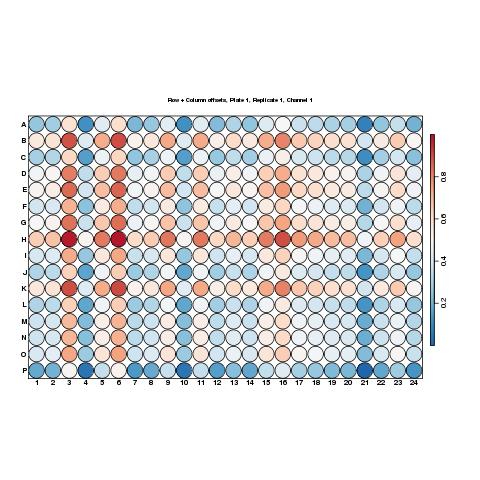 Row + Column offsets, Plate 1, Replicate 1, Channel 1
A
B
C
D
E
F
G
H
I
J
K
L
M
N
O
P
1 2 3 4 5 6 7 8 9 10 11 12 13 14 15 16 17 18 19 20 21 22 23 24
0.8
0.6
0.4
0.2